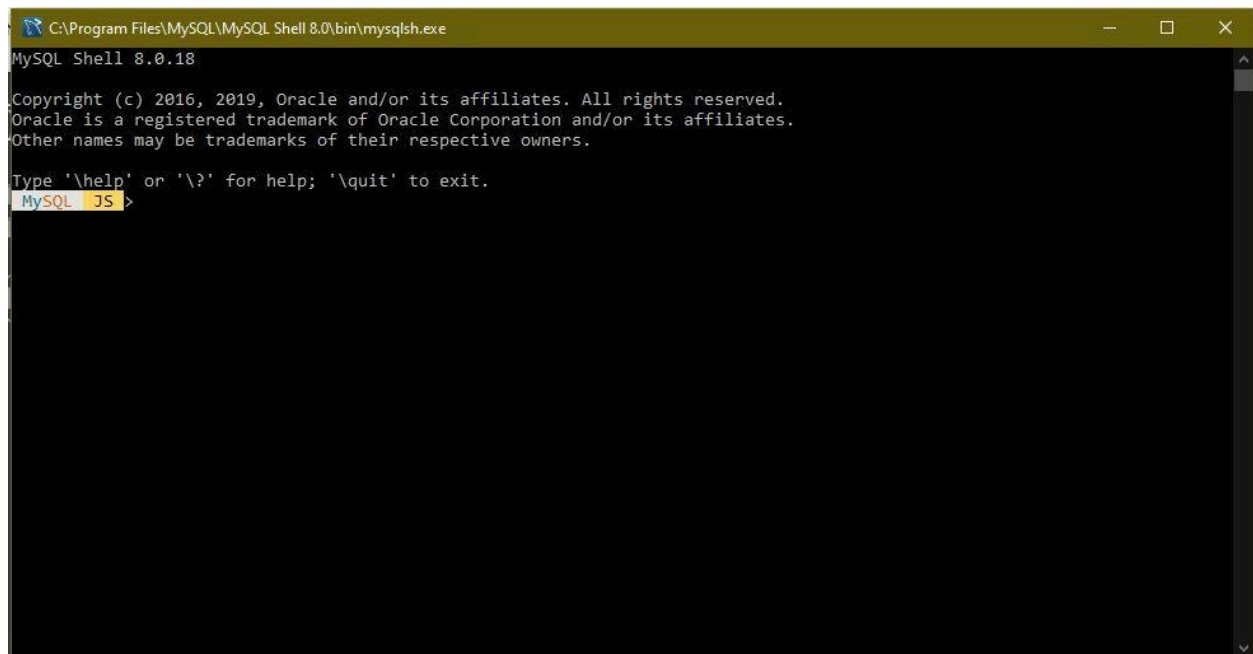 C:\Program Files\MySQL\MySQL Shell 8.0\bin\mysqlsh.exe
MySQL Shell 8.0.18
Copyright (c) 2016, 2019, Oracle and/or its affiliates. All rights reserved.
Oracle is a registered trademark of Oracle Corporation and/or its affiliates.
Other names may be trademarks of their respective owners.
Type '\help' or '\?' for help; '\quit' to exit.
MySQL JS >